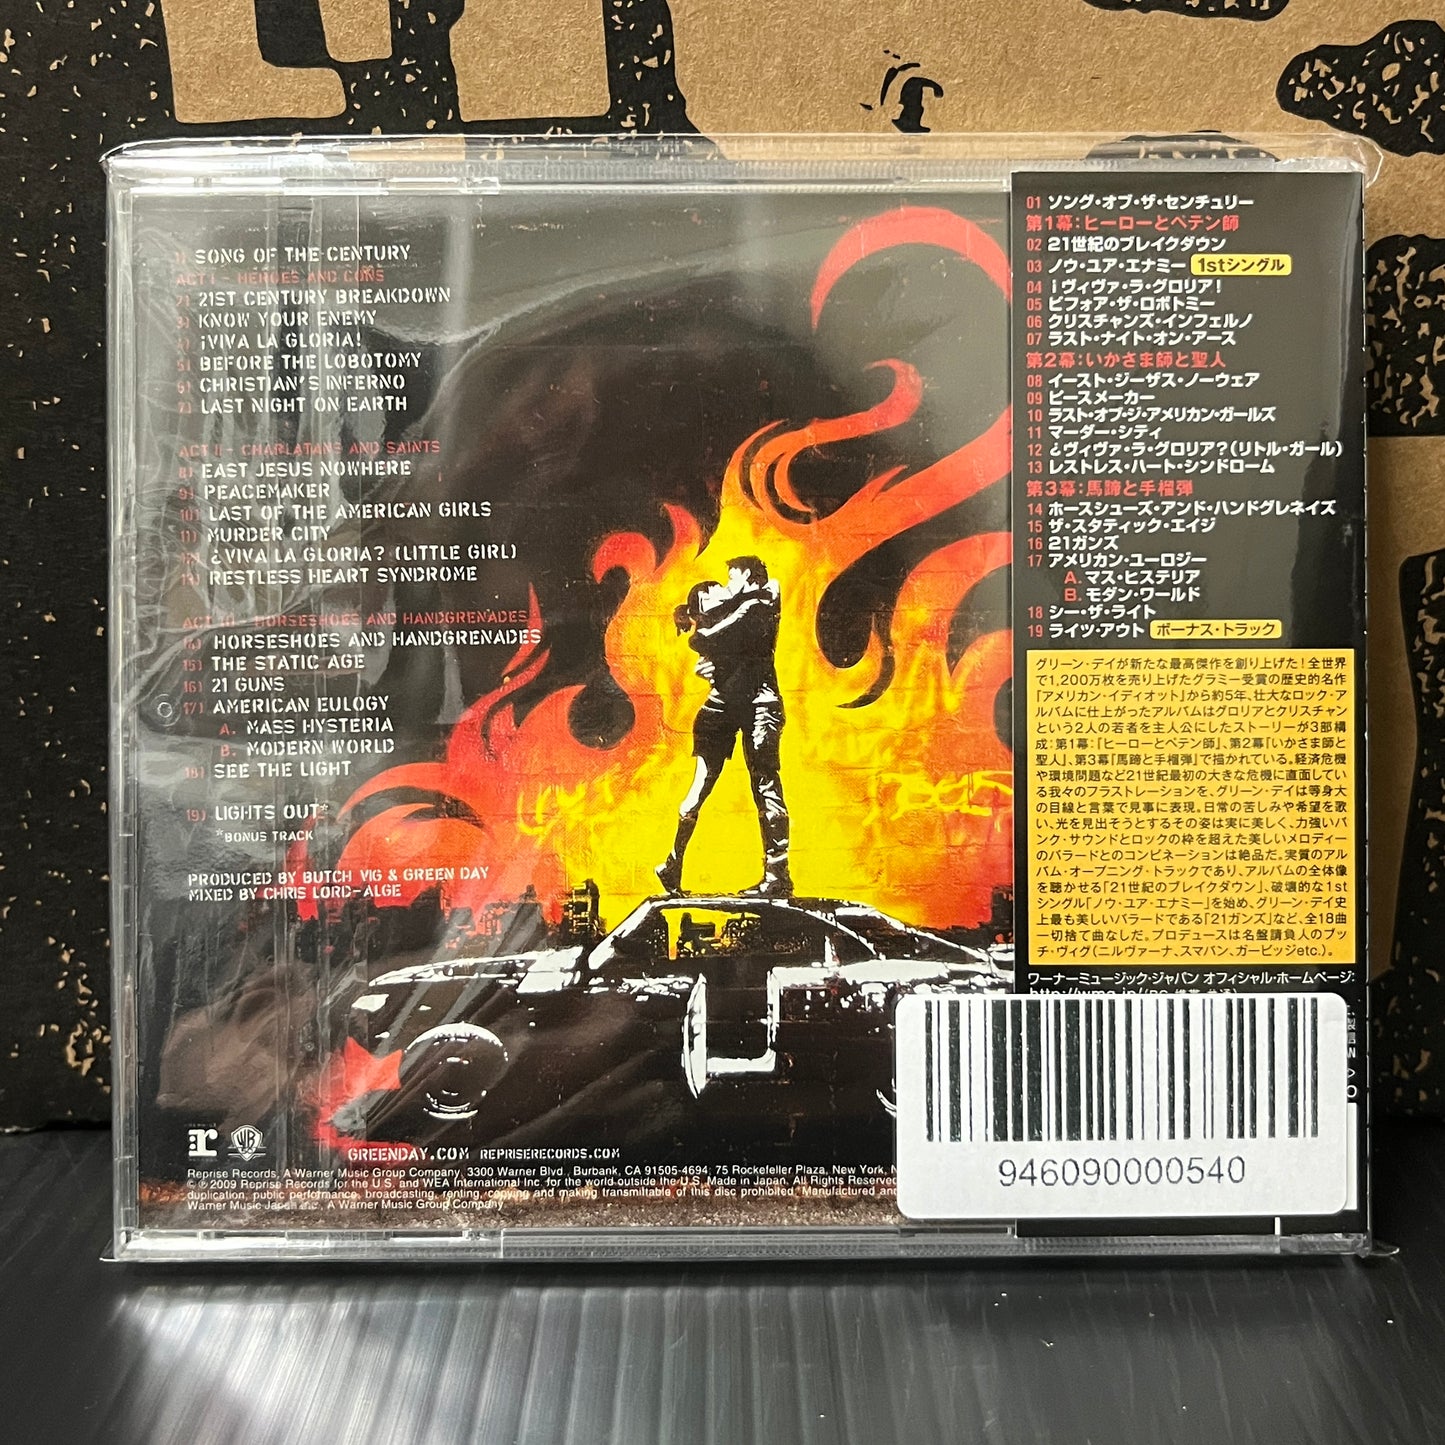 1) SONG OF THE CENTURY
ACT I - HEROES AND CONS
2) 21ST CENTURY BREAKDOWN
3) KNOW YOUR ENEMY
4) ¡VIVA LA GLORIA!
5) BEFORE THE LOBOTOMY
6) CHRISTIAN'S INFERNO
7) LAST NIGHT ON EARTH
ACT II - CHARLATANS AND SAINTS
8) EAST JESUS NOWHERE
9) PEACEMAKER
10) LAST OF THE AMERICAN GIRLS
11) MURDER CITY
12) ¿VIVA LA GLORIA? (LITTLE GIRL)
13) RESTLESS HEART SYNDROME
ACT III - HORSESHOES AND HANDGRENADES
14) HORSESHOES AND HANDGRENADES
15) THE STATIC AGE
16) 21 GUNS
17) AMERICAN EULOGY
A. MASS HYSTERIA
B. MODERN WORLD
18) SEE THE LIGHT
19) LIGHTS OUT*
*BONUS TRACK
PRODUCED BY BUTCH VIG & GREEN DAY
MIXED BY CHRIS LORD-ALGE
r
WB
GREENDAY.COM REPRISERECORDS.COM
Reprise Records, A Warner Music Group Company, 3300 Warner Blvd., Burbank, CA 91505-4694, 75 Rockefeller Plaza, New York,
© ℗ 2009 Reprise Records for the U.S. and WEA International Inc. for the world outside the U.S. Made in Japan. All Rights Reserved
duplication, public performance, broadcasting, renting, copying and making transmittable of this disc prohibited. Manufactured and
Warner Music Japan Inc., A Warner Music Group Company.
01 ソング・オブ・ザ・センチュリー
第1幕：ヒーローとペテン師
02 21世紀のブレイクダウン
03 ノウ・ユア・エナミー 1stシングル
04 ¡ヴィヴァ・ラ・グロリア！
05 ビフォア・ザ・ロボトミー
06 クリスチャンズ・インフェルノ
07 ラスト・ナイト・オン・アース
第2幕：いかさま師と聖人
08 イースト・ジーザス・ノーウェア
09 ピースメーカー
10 ラスト・オブ・ジ・アメリカン・ガールズ
11 マーダー・シティ
12 ¿ヴィヴァ・ラ・グロリア？（リトル・ガール）
13 レストレス・ハート・シンドローム
第3幕：馬蹄と手榴弾
14 ホースシューズ・アンド・ハンドグレネイズ
15 ザ・スタティック・エイジ
16 21ガンズ
17 アメリカン・ユーロジー
A. マス・ヒステリア
B. モダン・ワールド
18 シー・ザ・ライト
19 ライツ・アウト ボーナス・トラック
グリーン・デイが新たな最高傑作を創り上げた！全世界
で1,200万枚を売り上げたグラミー受賞の歴史的名作
「アメリカン・イディオット」から約5年、壮大なロック・ア
ルバムに仕上がったアルバムはグロリアとクリスチャン
という2人の若者を主人公にしたストーリーが3部構
成：第1幕：「ヒーローとペテン師」、第2幕「いかさま師と
聖人」、第3幕「馬蹄と手榴弾」で描かれている。経済危機
や環境問題など21世紀最初の大きな危機に直面してい
る我々のフラストレーションを、グリーン・デイは等身大
の目線と言葉で見事に表現。日常の苦しみや希望を歌
い、光を見出そうとするその姿は実に美しく、力強いパ
ンク・サウンドとロックの枠を超えた美しいメロディー
のバラードとのコンビネーションは絶品だ。実質のアル
バム・オープニング・トラックであり、アルバムの全体像
を聴かせる「21世紀のブレイクダウン」、破壊的な1st
シングル「ノウ・ユア・エナミー」を始め、グリーン・デイ史
上最も美しいバラードである「21ガンズ」など、全18曲
一切捨て曲なしだ。プロデュースは名盤請負人のブッ
チ・ヴィグ（ニルヴァーナ、スマパン、ガービッジetc.）。
ワーナーミュージック・ジャパン オフィシャル・ホームページ：
946090000540